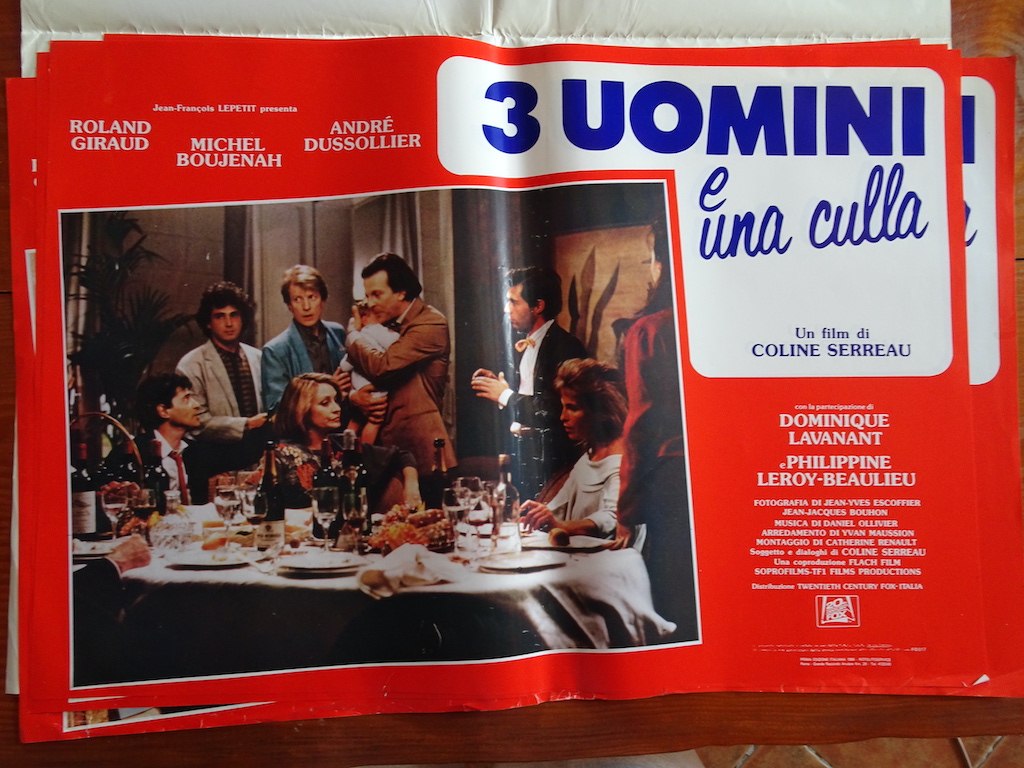 Jean-François LEPETIT presenta
ROLAND
GIRAUD
MICHEL
BOUJENAH
ANDRÉ
DUSSOLLIER
3 UOMINI
e
una culla
Un film di
COLINE SERREAU
con la partecipazione di
DOMINIQUE
LAVANANT
e PHILIPPINE
LEROY-BEAULIEU
FOTOGRAFIA DI JEAN-YVES ESCOFFIER
JEAN-JACQUES BOUHON
MUSICA DI DANIEL OLLIVIER
ARREDAMENTO DI YVAN MAUSSION
MONTAGGIO DI CATHERINE RENAULT
Soggetto e dialoghi di COLINE SERREAU
Una coproduzione FLACH FILM
SOPROFILMS-TF1 FILMS PRODUCTIONS
Distribuzione TWENTIETH CENTURY FOX-ITALIA
20th
CENTURY
FOX